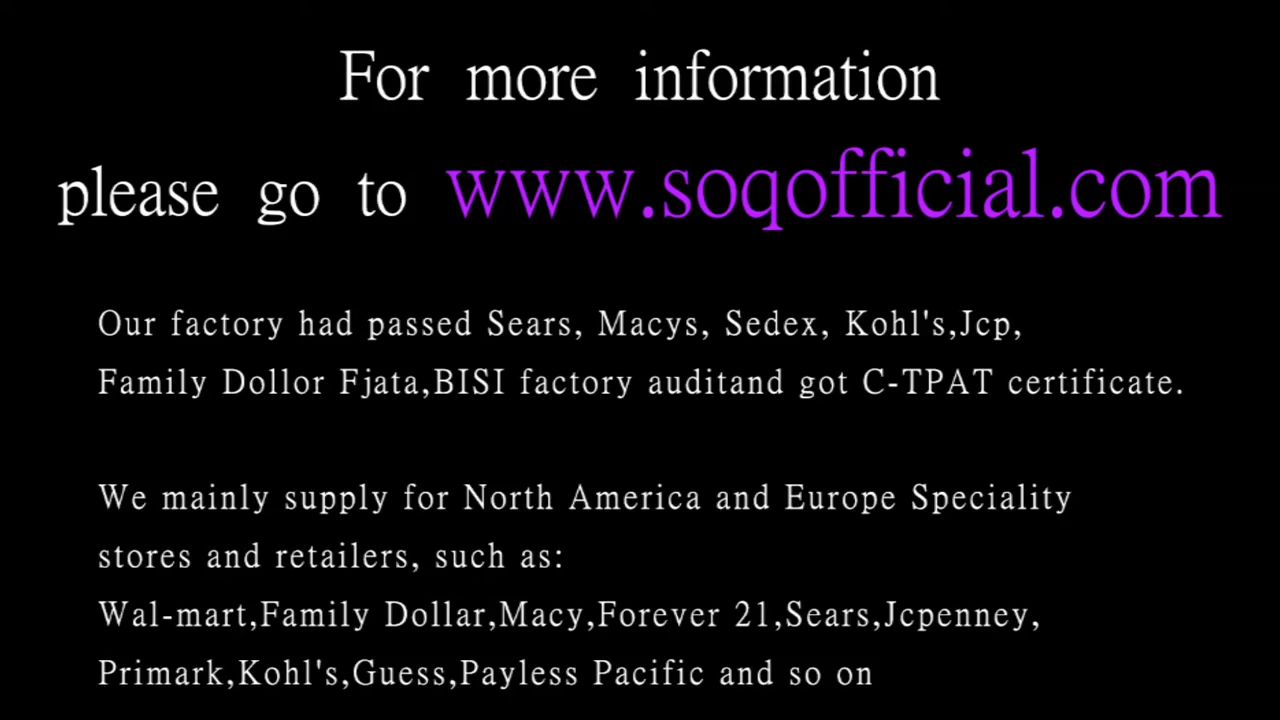 For more information
please go to www.soqofficial.com
Our factory had passed Sears, Macys, Sedex, Kohl's,Jcp,
Family Dollor Fjata,BISI factory auditand got C-TPAT certificate.
We mainly supply for North America and Europe Speciality
stores and retailers, such as:
Wal-mart,Family Dollar,Macy,Forever 21,Sears,Jcpenney,
Primark,Kohl's,Guess,Payless Pacific and so on